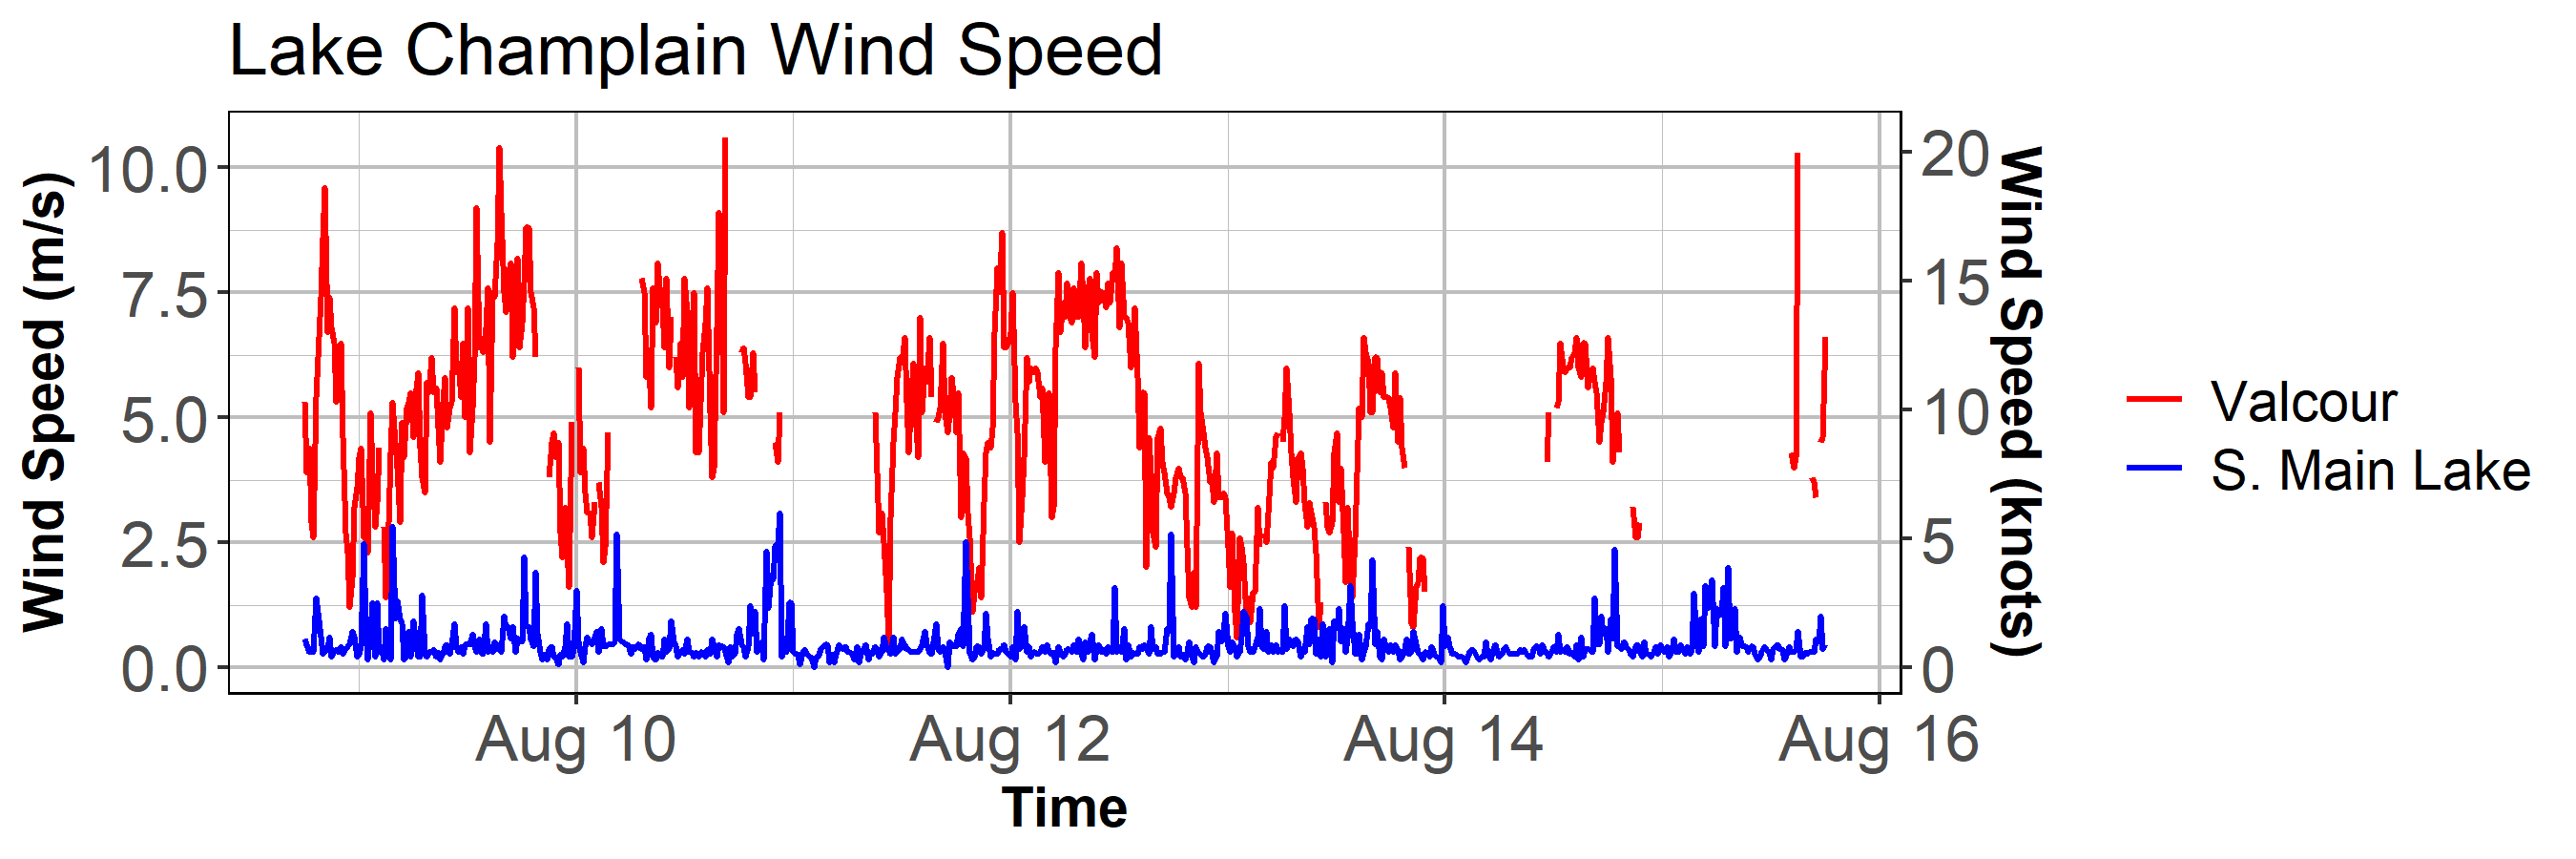 Lake Champlain Wind Speed
Wind Speed (m/s)
10.0
7.5
5.0
2.5
0.0
20
15
10
5
0
Wind Speed (knots)
Aug 10
Aug 12
Aug 14
Aug 16
Time
Valcour
S. Main Lake